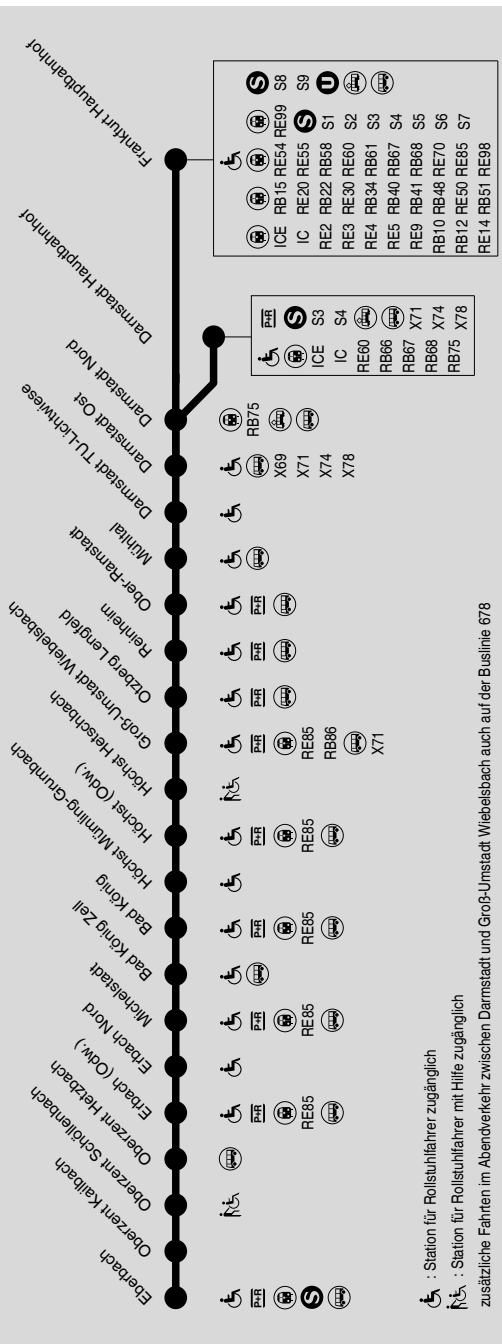 Eberbach
Oberzent Kailbach
Oberzent Schöllenbach
Oberzent Hetzbach
Erbach (Odw.)
Erbach Nord
Michelstadt
Bad König Zell
Bad König
Höchst Mümling-Grumbach
Höchst (Odw.)
Höchst Hetschbach
Groß-Umstadt Wiebelsbach
Otzberg Lengfeld
Reinheim
Ober-Ramstadt
Mühltal
Darmstadt TU-Lichtwiese
Darmstadt Ost
Darmstadt Nord
Darmstadt Hauptbahnhof
Frankfurt Hauptbahnhof
P+R
S
P+R
RE85
P+R
RE85
P+R
RE85
P+R
RE85
P+R
RE85
RB86
X71
P+R
P+R
P+R
X69
X71
X74
X78
RB75
P+R
S
ICE S3
IC S4
RE60
RB66
RB67 X71
RB68 X74
RB75 X78
S
ICE RB15 RE54 RE99 S8
IC RE20 RE55 S S9
RE2 RB22 RB58 S1 U
RE3 RE30 RE60 S2
RE4 RB34 RB61 S3
RE5 RB40 RB67 S4
RE9 RB41 RB68 S5
RB10 RB48 RE70 S6
RB12 RE50 RE85 S7
RE14 RB51 RE98
: Station für Rollstuhlfahrer zugänglich
: Station für Rollstuhlfahrer mit Hilfe zugänglich
zusätzliche Fahrten im Abendverkehr zwischen Darmstadt und Groß-Umstadt Wiebelsbach auch auf der Buslinie 678